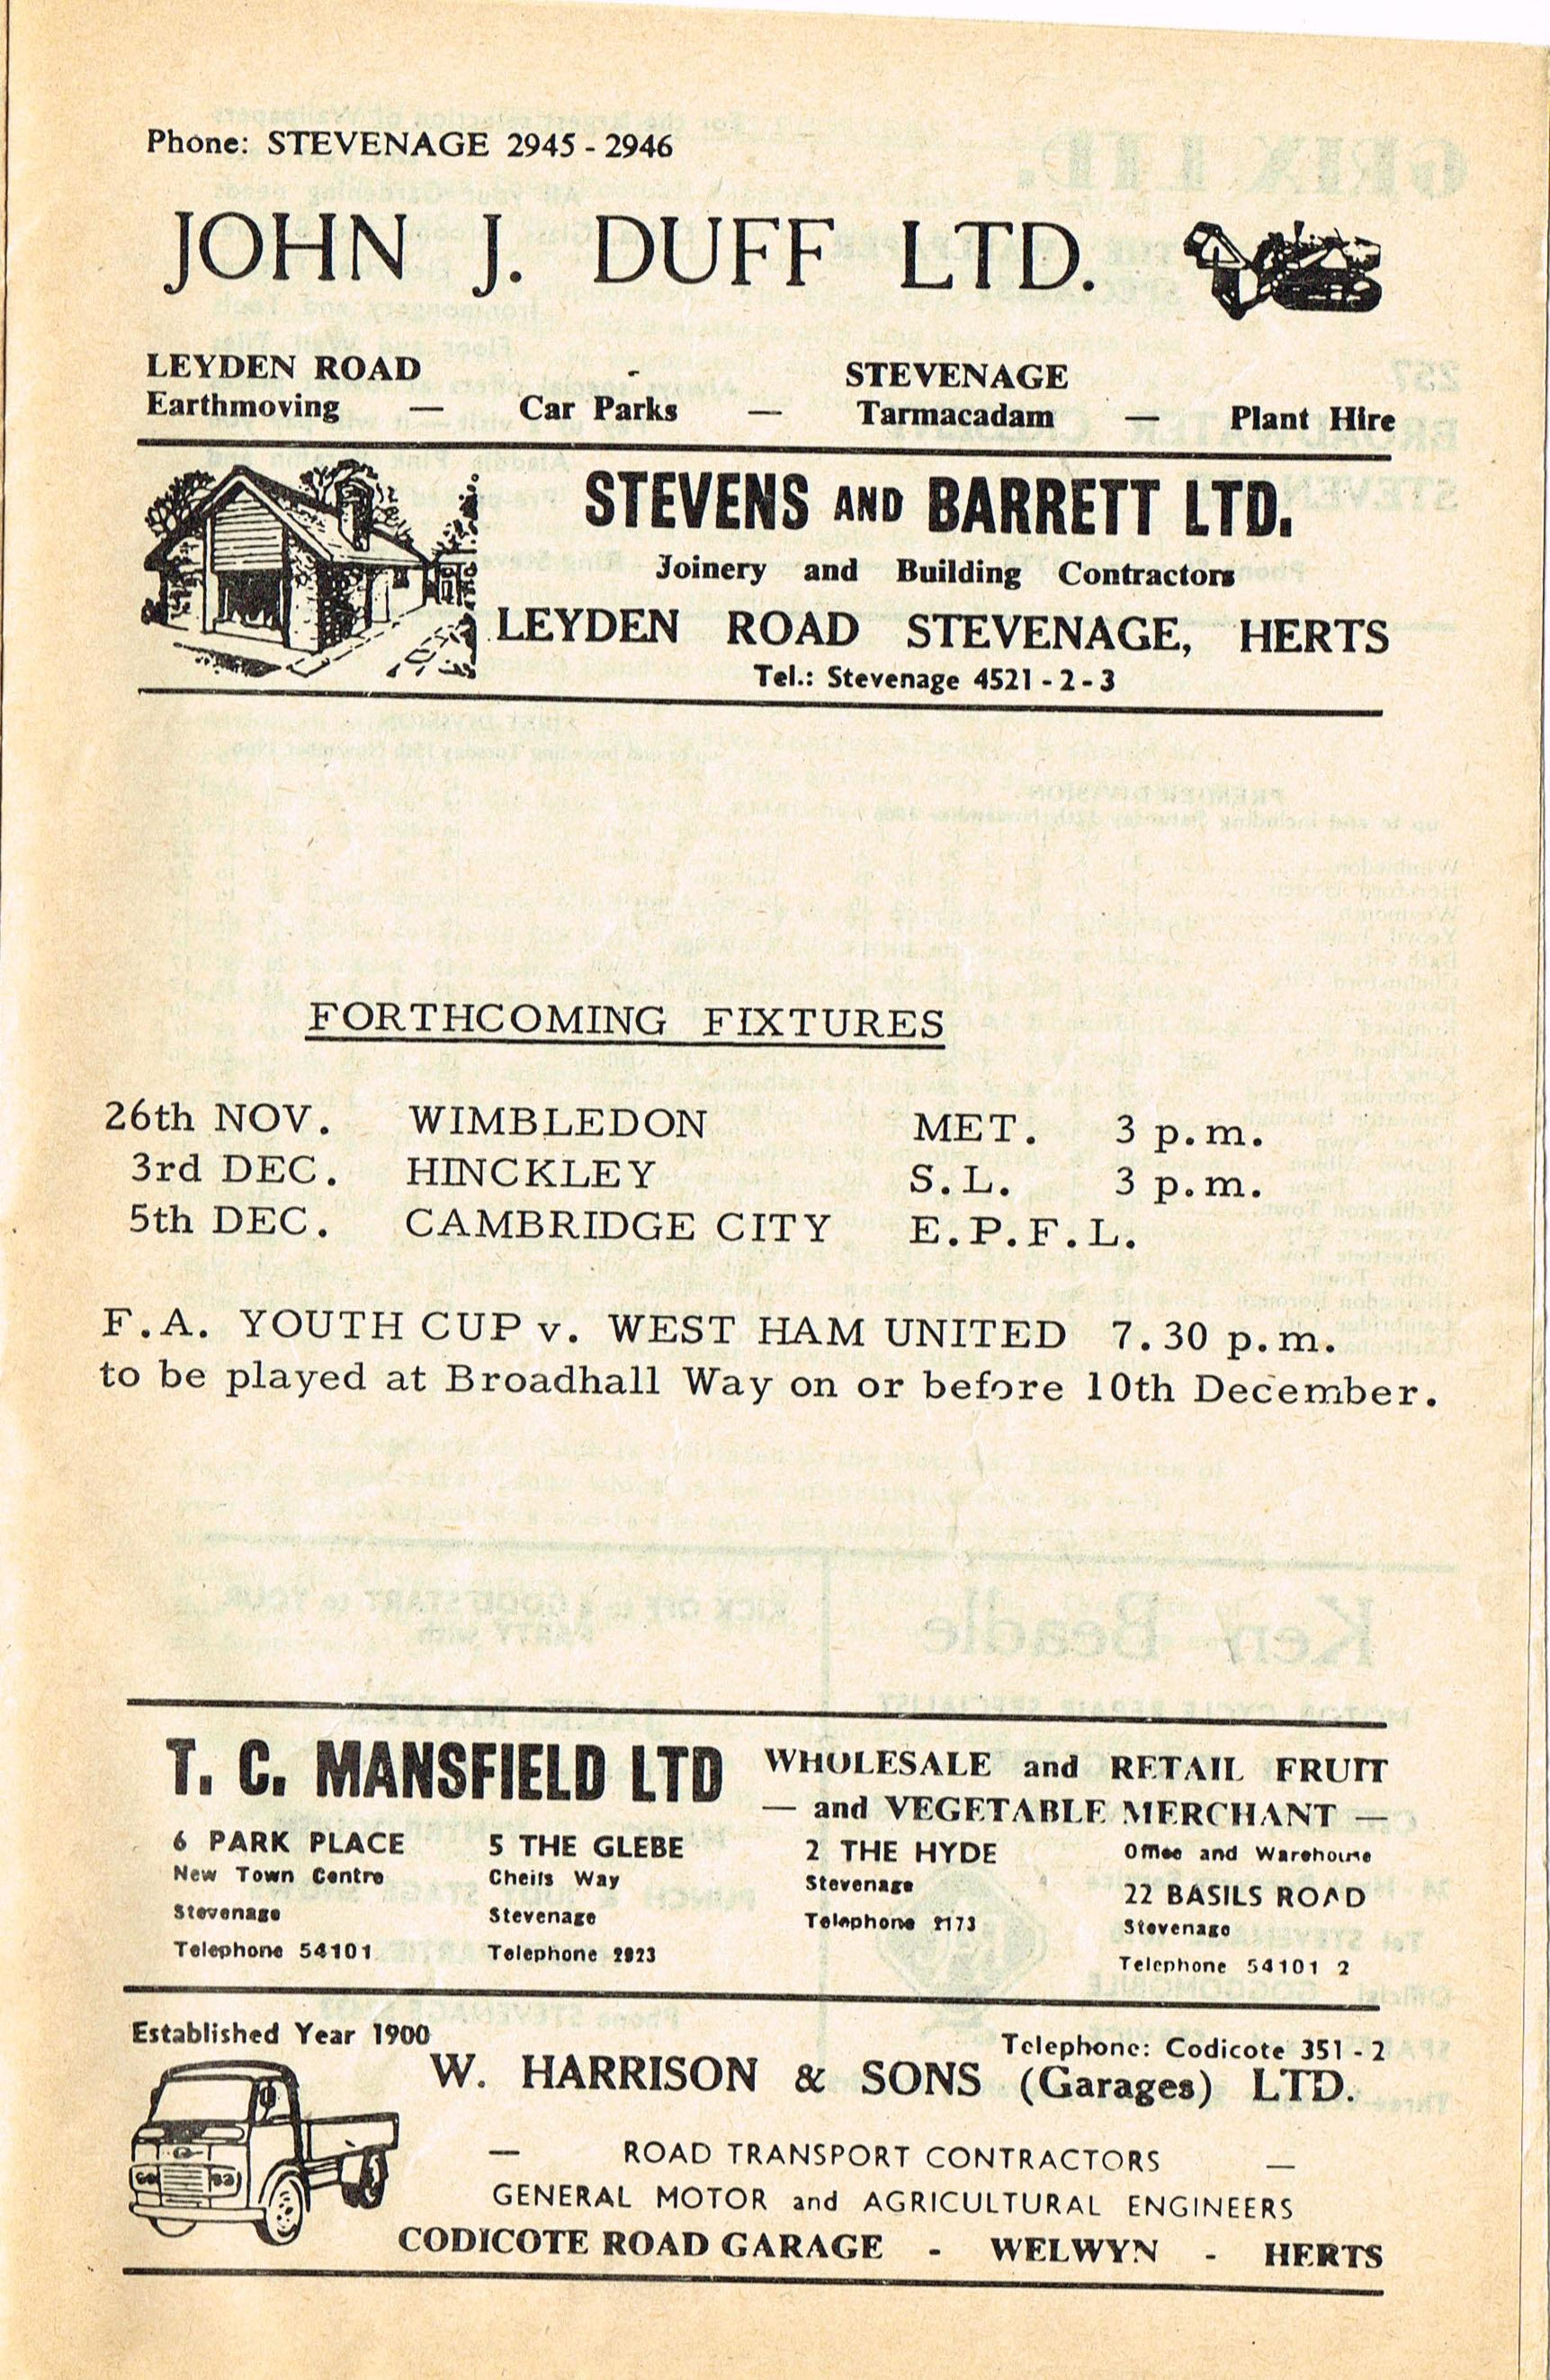 Phone: STEVENAGE 2945 - 2946
JOHN J. DUFF LTD.
LEYDEN ROAD - STEVENAGE
Earthmoving — Car Parks — Tarmacadam — Plant Hire
STEVENS AND BARRETT LTD.
Joinery and Building Contractors
LEYDEN ROAD STEVENAGE, HERTS
Tel.: Stevenage 4521 - 2 - 3
FORTHCOMING FIXTURES
26th NOV. WIMBLEDON MET. 3 p.m.
3rd DEC. HINCKLEY S.L. 3 p.m.
5th DEC. CAMBRIDGE CITY E.P.F.L.
F.A. YOUTH CUP v. WEST HAM UNITED 7.30 p.m.
to be played at Broadhall Way on or before 10th December.
T. C. MANSFIELD LTD WHOLESALE and RETAIL FRUIT
— and VEGETABLE MERCHANT —
6 PARK PLACE 5 THE GLEBE 2 THE HYDE Office and Warehouse
New Town Centre Chells Way Stevenage 22 BASILS ROAD
Stevenage Stevenage Telephone 2173 Stevenage
Telephone 54101 Telephone 2923 Telephone 54101 2
Established Year 1900 Telephone: Codicote 351 - 2
W. HARRISON & SONS (Garages) LTD.
— ROAD TRANSPORT CONTRACTORS —
GENERAL MOTOR and AGRICULTURAL ENGINEERS
CODICOTE ROAD GARAGE - WELWYN - HERTS